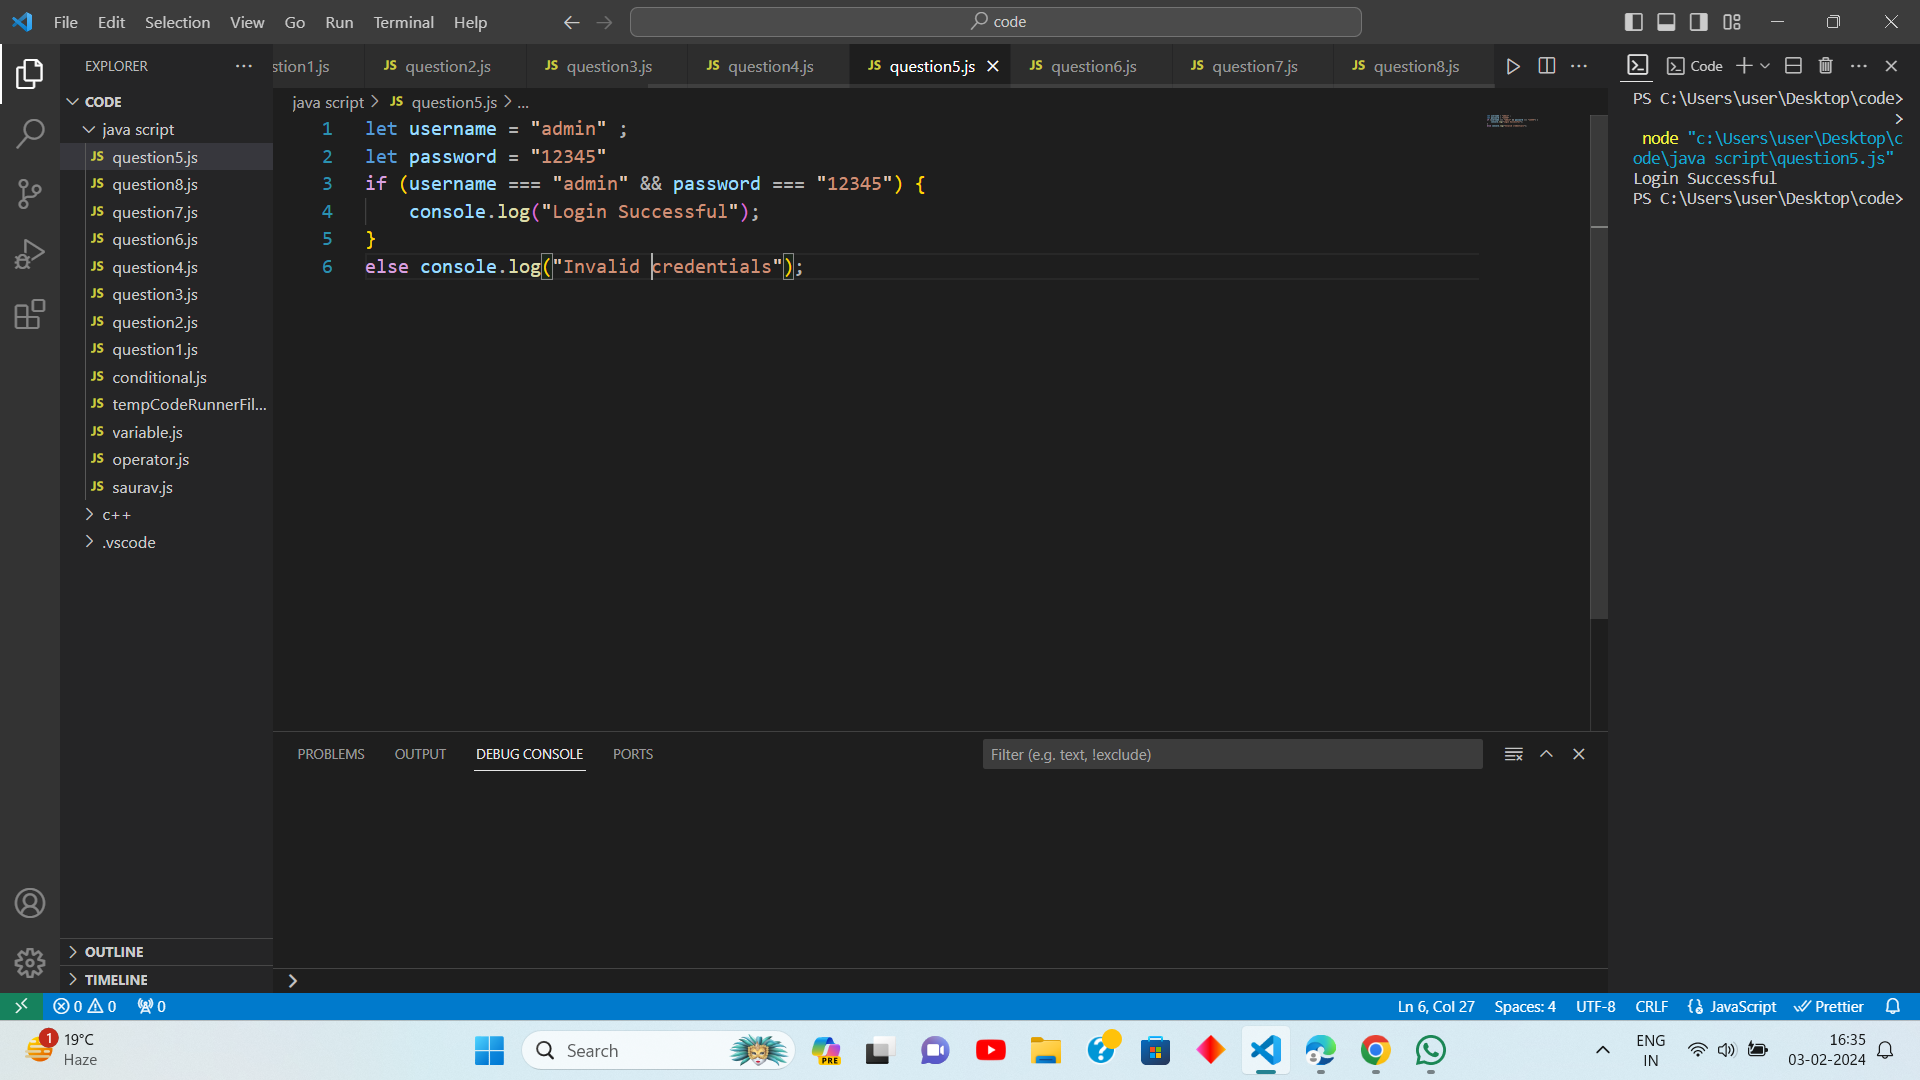 File Edit Selection View Go Run Terminal Help
code
EXPLORER
CODE
java script
JS question5.js
JS question8.js
JS question7.js
JS question6.js
JS question4.js
JS question3.js
JS question2.js
JS question1.js
JS conditional.js
JS tempCodeRunnerFil...
JS variable.js
JS operator.js
JS saurav.js
c++
.vscode
OUTLINE
TIMELINE
stion1.js JS question2.js JS question3.js JS question4.js JS question5.js JS question6.js JS question7.js JS question8.js
java script > JS question5.js > ...
1 let username = "admin" ;
2 let password = "12345"
3 if (username === "admin" && password === "12345") {
4 console.log("Login Successful");
5 }
6 else console.log("Invalid credentials");
Code
PS C:\Users\user\Desktop\code>
>
node "c:\Users\user\Desktop\c
ode\java script\question5.js"
Login Successful
PS C:\Users\user\Desktop\code>
PROBLEMS OUTPUT DEBUG CONSOLE PORTS
Filter (e.g. text, !exclude)
>
0 0 0
Ln 6, Col 27 Spaces: 4 UTF-8 CRLF JavaScript Prettier
1
19°C
Haze
Search
PRE
ENG
IN
16:35
03-02-2024